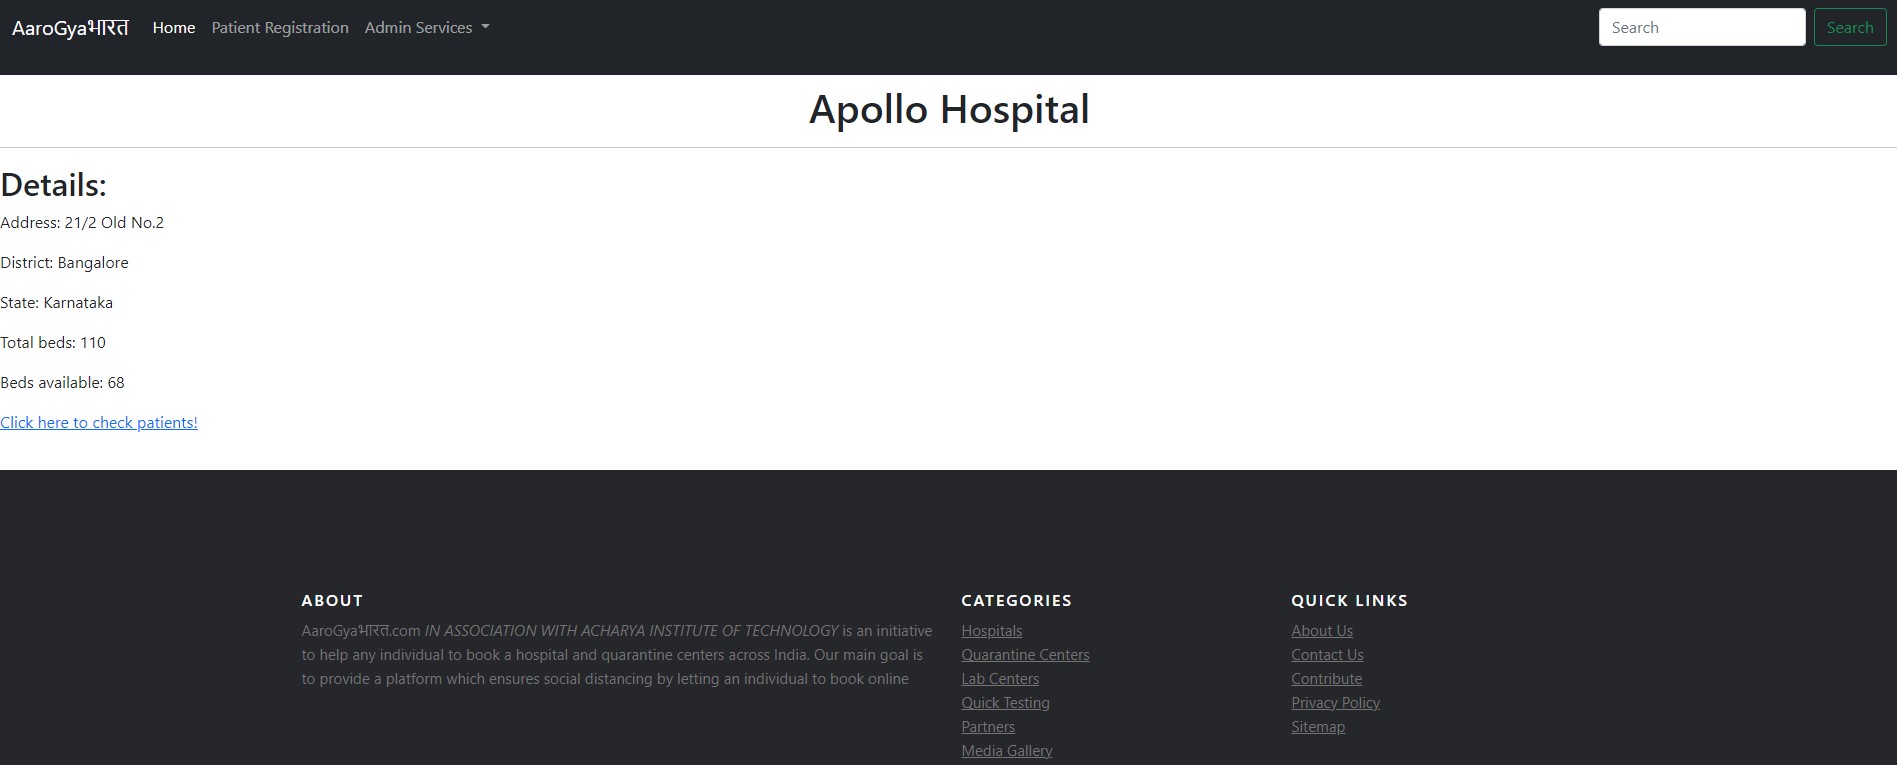 AaroGyaभारत Home Patient Registration Admin Services Search Search
Apollo Hospital
Details:
Address: 21/2 Old No.2
District: Bangalore
State: Karnataka
Total beds: 110
Beds available: 68
Click here to check patients!
ABOUT
AaroGyaभारत.com IN ASSOCIATION WITH ACHARYA INSTITUTE OF TECHNOLOGY is an initiative
to help any individual to book a hospital and quarantine centers across India. Our main goal is
to provide a platform which ensures social distancing by letting an individual to book online
CATEGORIES
Hospitals
Quarantine Centers
Lab Centers
Quick Testing
Partners
Media Gallery
QUICK LINKS
About Us
Contact Us
Contribute
Privacy Policy
Sitemap